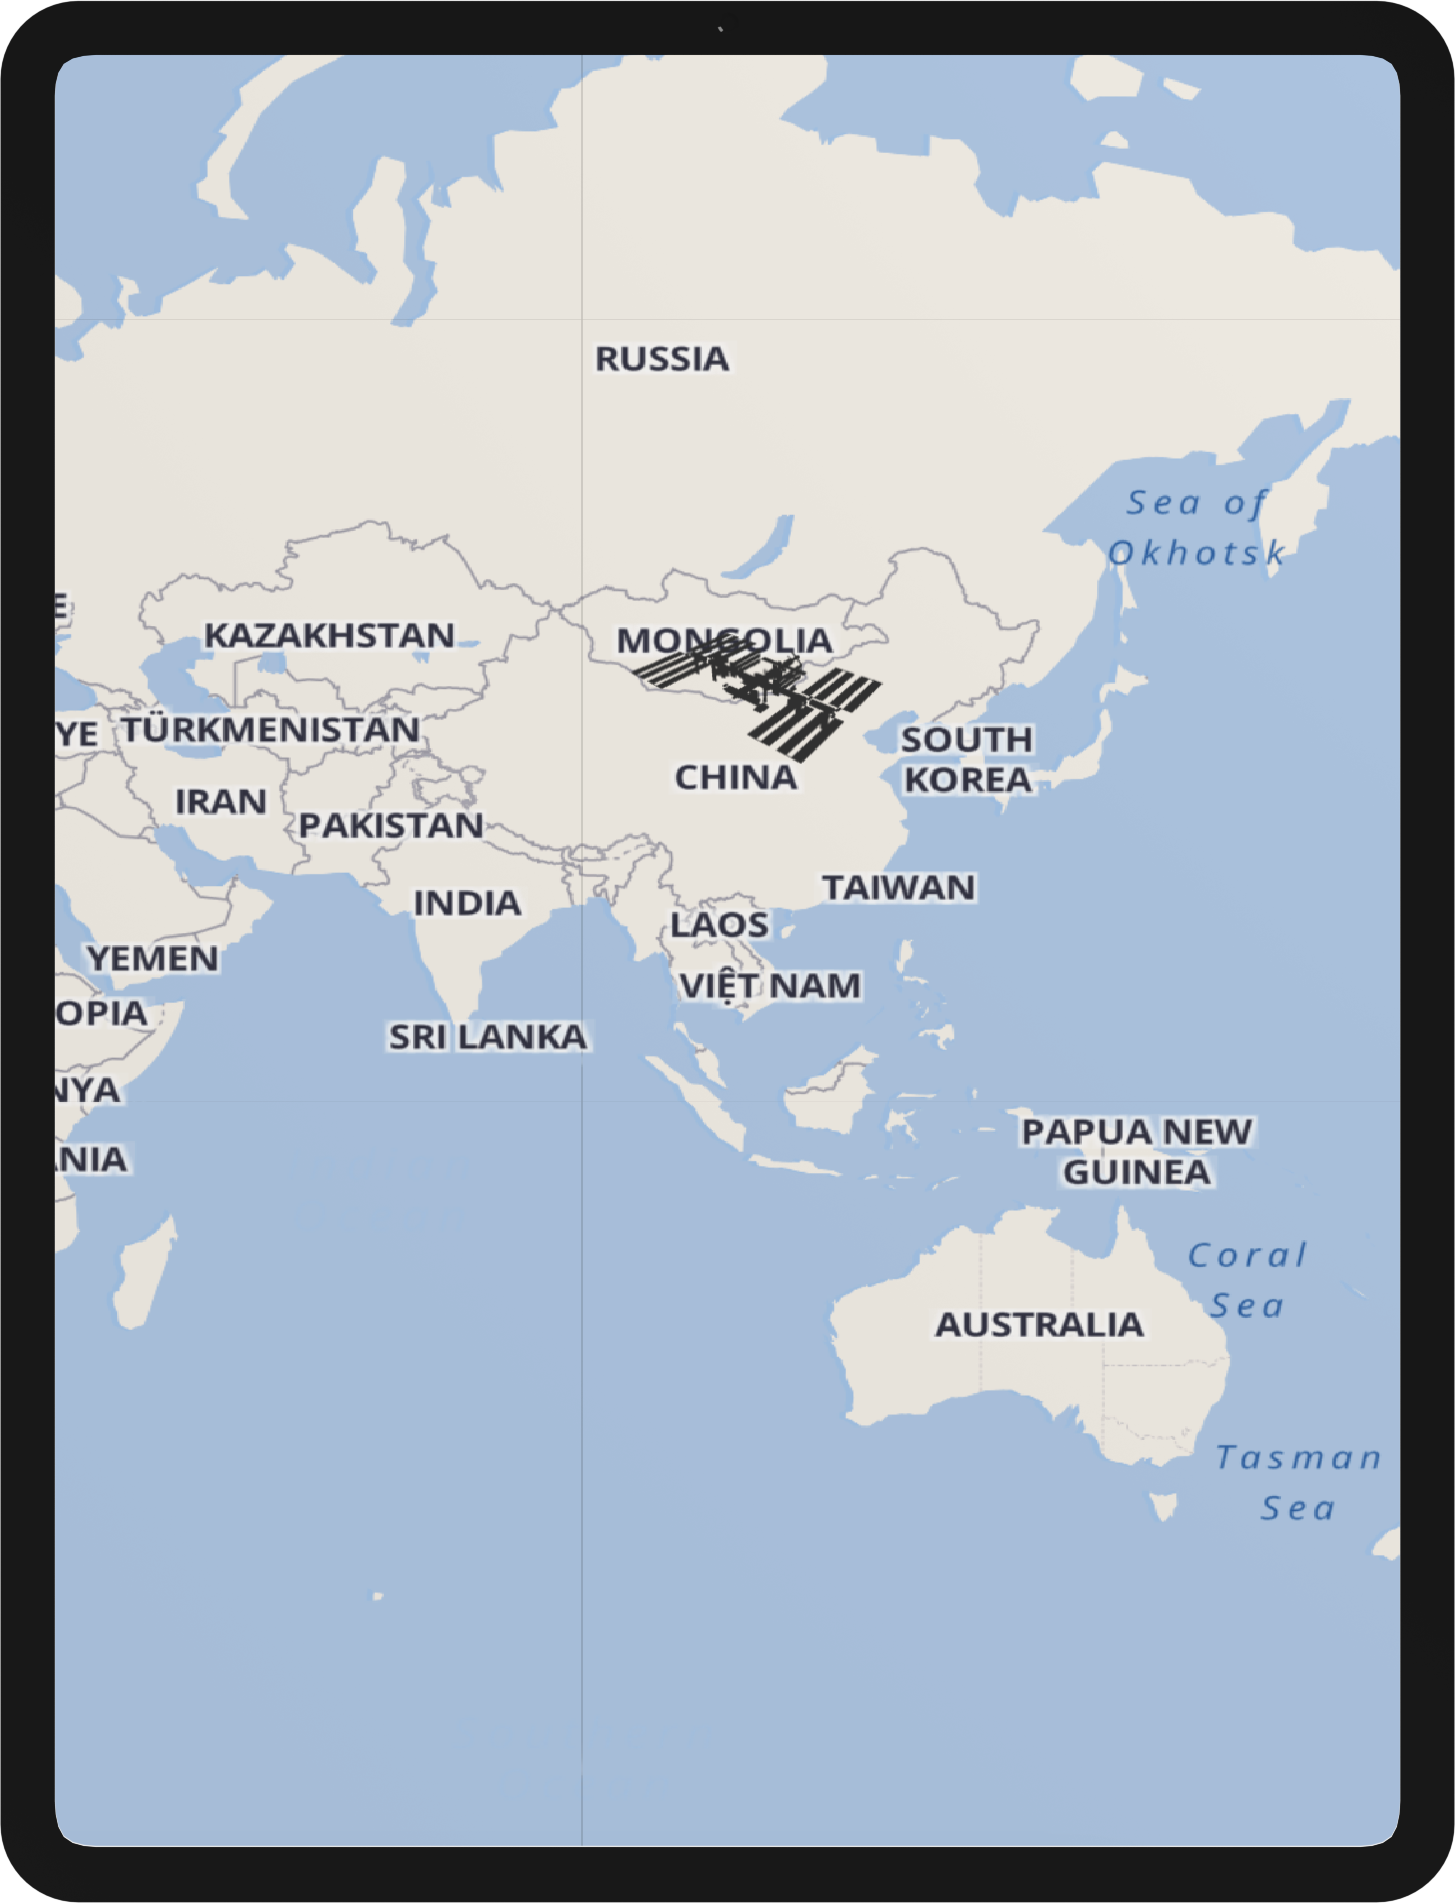 RUSSIA
Sea of
Okhotsk
E
KAZAKHSTAN
MONGOLIA
YE
TÜRKMENISTAN
SOUTH
KOREA
CHINA
IRAN
PAKISTAN
TAIWAN
INDIA
LAOS
YEMEN
VIỆT NAM
OPIA
SRI LANKA
NYA
PAPUA NEW
GUINEA
ANIA
Coral
Sea
AUSTRALIA
Tasman
Sea